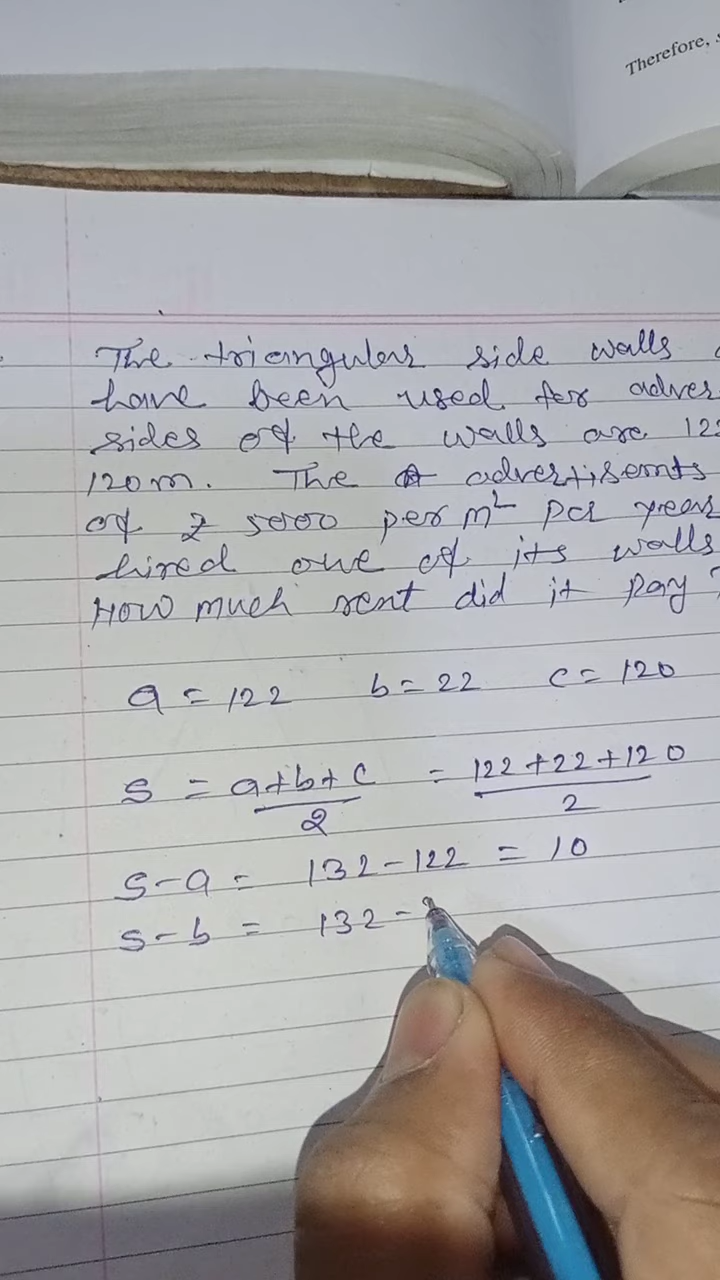 Therefore,
The triangular side walls
have been used for adver
sides of the walls are 122
120m. The advertisemts
of ₹ 5000 per m² per year
hired one of its walls
How much rent did it pay?
a = 122 b = 22 c = 120
s = a+b+c/2 = 122+22+120/2
s-a = 132-122 = 10
s-b = 132-